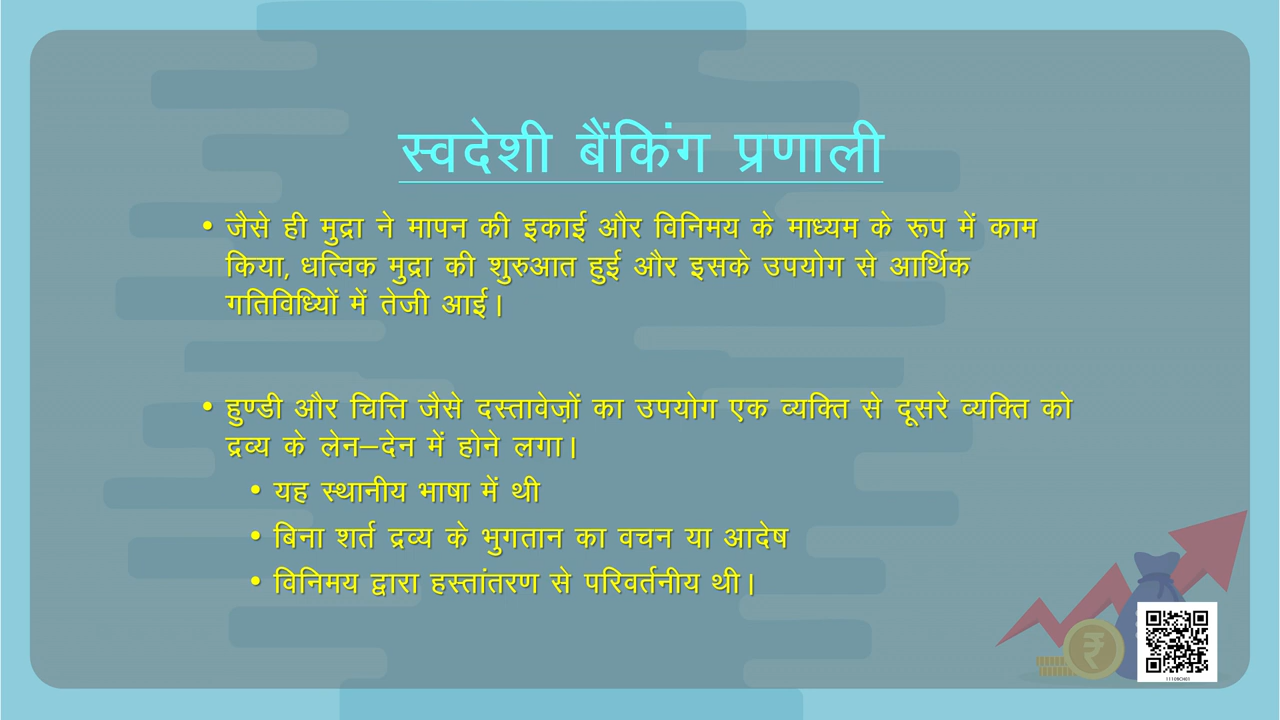 स्वदेशी बैंकिंग प्रणाली
• जैसे ही मुद्रा ने मापन की इकाई और विनिमय के माध्यम के रूप में काम
किया, धत्विक मुद्रा की शुरुआत हुई और इसके उपयोग से आर्थिक
गतिविध्यिों में तेजी आई।
• हुण्डी और चित्ति जैसे दस्तावेज़ों का उपयोग एक व्यक्ति से दूसरे व्यक्ति को
द्रव्य के लेन–देन में होने लगा।
• यह स्थानीय भाषा में थी
• बिना शर्त द्रव्य के भुगतान का वचन या आदेष
• विनिमय द्वारा हस्तांतरण से परिवर्तनीय थी।